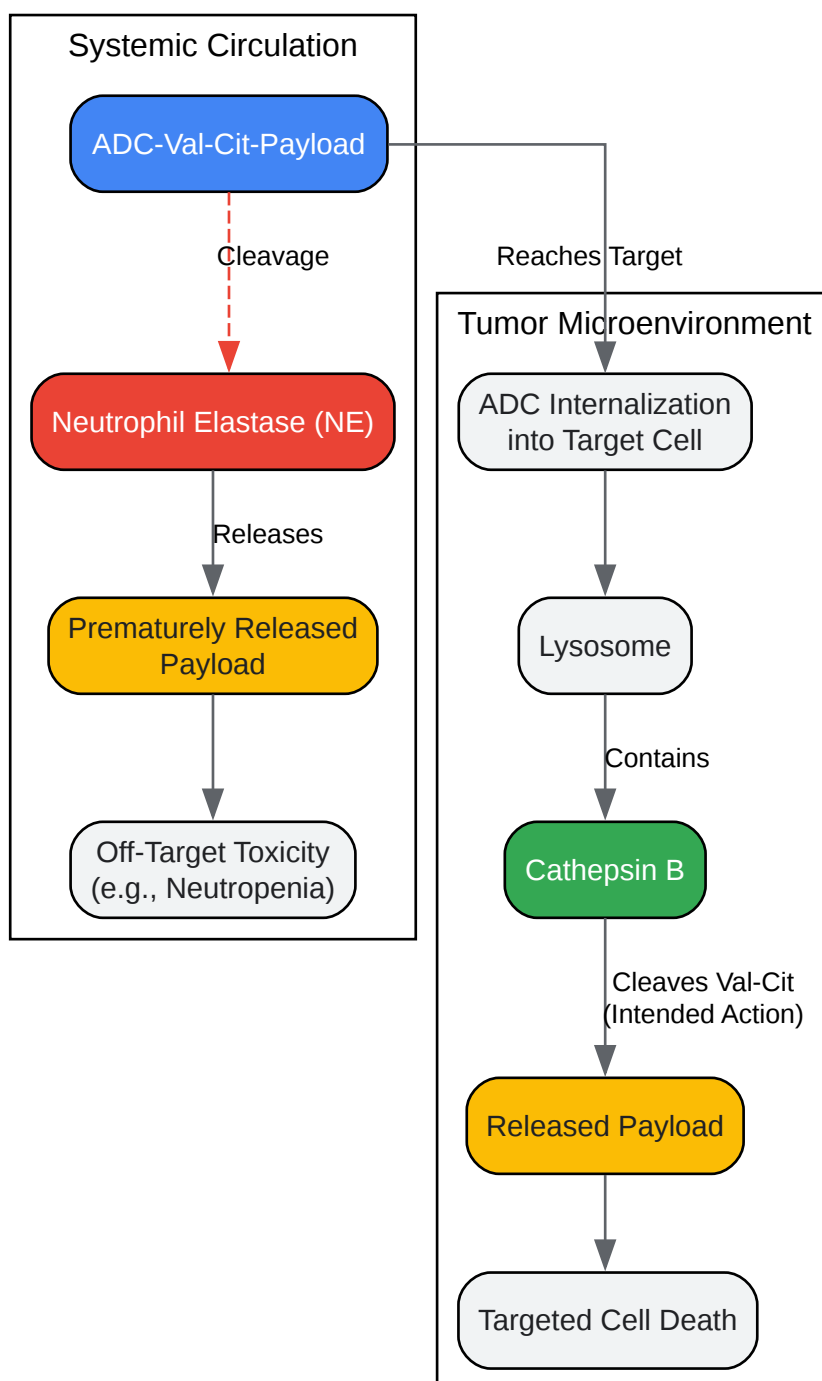 Systemic Circulation
ADC-Val-Cit-Payload
Cleavage
Neutrophil Elastase (NE)
Releases
Prematurely Released
Payload
Off-Target Toxicity
(e.g., Neutropenia)
Reaches Target
Tumor Microenvironment
ADC Internalization
into Target Cell
Lysosome
Contains
Cathepsin B
Cleaves Val-Cit
(Intended Action)
Released Payload
Targeted Cell Death